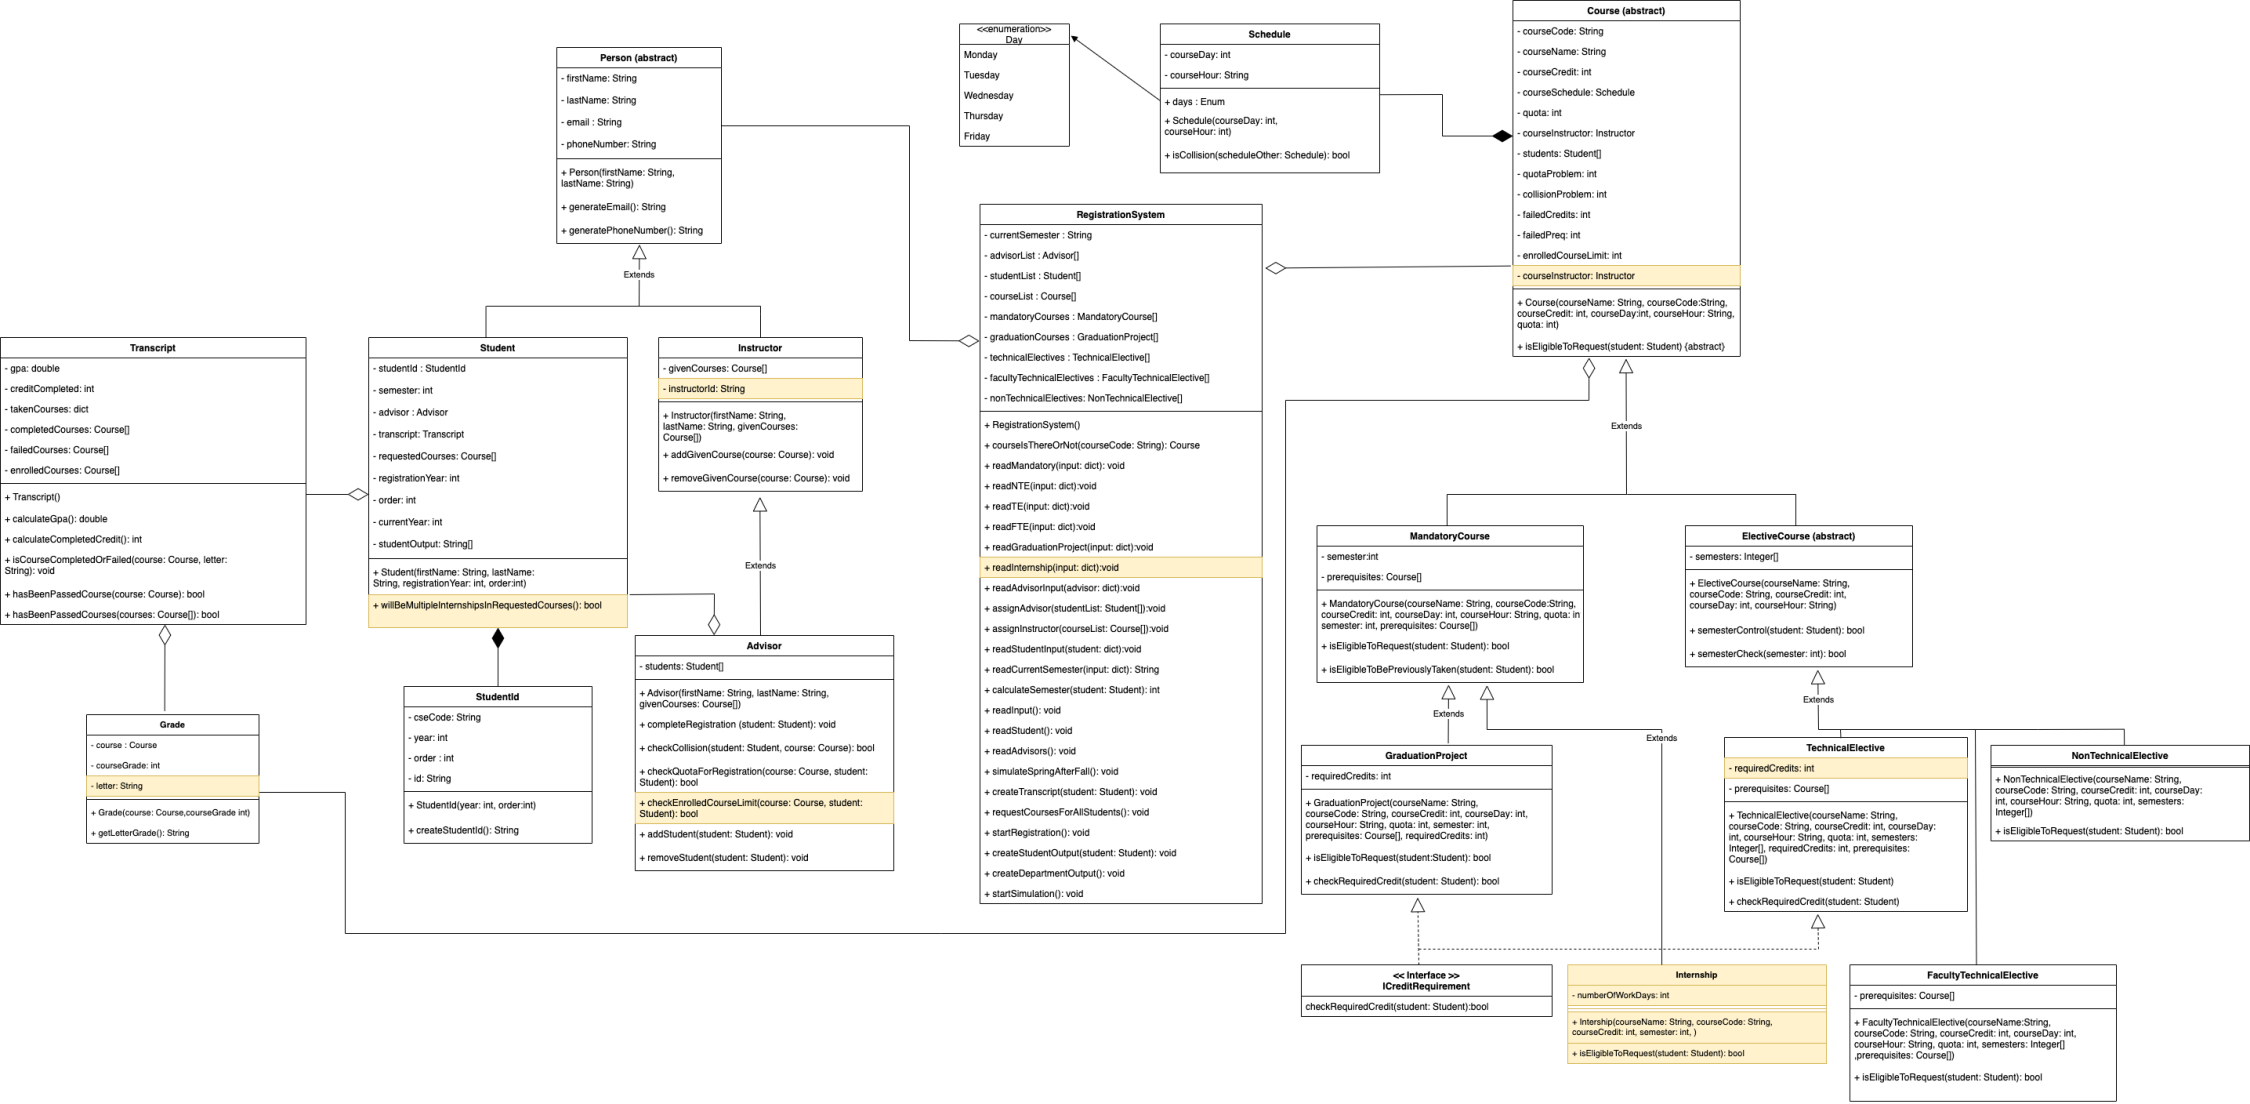 Person (abstract)
- firstName: String
- lastName: String
- email : String
- phoneNumber: String
+ Person(firstName: String,
lastName: String)
+ generateEmail(): String
+ generatePhoneNumber(): String
Extends
<<enumeration>>
Day
Monday
Tuesday
Wednesday
Thursday
Friday
Schedule
- courseDay: int
- courseHour: String
+ days : Enum
+ Schedule(courseDay: int,
courseHour: int)
+ isCollision(scheduleOther: Schedule): bool
Course (abstract)
- courseCode: String
- courseName: String
- courseCredit: int
- courseSchedule: Schedule
- quota: int
- courseInstructor: Instructor
- students: Student[]
- quotaProblem: int
- collisionProblem: int
- failedCredits: int
- failedPreq: int
- enrolledCourseLimit: int
- courseInstructor: Instructor
+ Course(courseName: String, courseCode:String,
courseCredit: int, courseDay:int, courseHour: String,
quota: int)
+ isEligibleToRequest(student: Student) {abstract}
Extends
Transcript
- gpa: double
- creditCompleted: int
- takenCourses: dict
- completedCourses: Course[]
- failedCourses: Course[]
- enrolledCourses: Course[]
+ Transcript()
+ calculateGpa(): double
+ calculateCompletedCredit(): int
+ isCourseCompletedOrFailed(course: Course, letter:
String): void
+ hasBeenPassedCourse(course: Course): bool
+ hasBeenPassedCourses(courses: Course[]): bool
Student
- studentId : StudentId
- semester: int
- advisor : Advisor
- transcript: Transcript
- requestedCourses: Course[]
- registrationYear: int
- order: int
- currentYear: int
- studentOutput: String[]
+ Student(firstName: String, lastName:
String, registrationYear: int, order:int)
+ willBeMultipleInternshipsInRequestedCourses(): bool
Instructor
- givenCourses: Course[]
- instructorId: String
+ Instructor(firstName: String,
lastName: String, givenCourses:
Course[])
+ addGivenCourse(course: Course): void
+ removeGivenCourse(course: Course): void
Extends
RegistrationSystem
- currentSemester : String
- advisorList : Advisor[]
- studentList : Student[]
- courseList : Course[]
- mandatoryCourses : MandatoryCourse[]
- graduationCourses : GraduationProject[]
- technicalElectives : TechnicalElective[]
- facultyTechnicalElectives : FacultyTechnicalElective[]
- nonTechnicalElectives: NonTechnicalElective[]
+ RegistrationSystem()
+ courseIsThereOrNot(courseCode: String): Course
+ readMandatory(input: dict): void
+ readNTE(input: dict):void
+ readTE(input: dict):void
+ readFTE(input: dict):void
+ readGraduationProject(input: dict):void
+ readInternship(input: dict):void
+ readAdvisorInput(advisor: dict):void
+ assignAdvisor(studentList: Student[]):void
+ assignInstructor(courseList: Course[]):void
+ readStudentInput(student: dict):void
+ readCurrentSemester(input: dict): String
+ calculateSemester(student: Student): int
+ readInput(): void
+ readStudent(): void
+ readAdvisors(): void
+ simulateSpringAfterFall(): void
+ createTranscript(student: Student): void
+ requestCoursesForAllStudents(): void
+ startRegistration(): void
+ createStudentOutput(student: Student): void
+ createDepartmentOutput(): void
+ startSimulation(): void
Grade
- course : Course
- courseGrade: int
- letter: String
+ Grade(course: Course,courseGrade int)
+ getLetterGrade(): String
StudentId
- cseCode: String
- year: int
- order : int
- id: String
+ StudentId(year: int, order:int)
+ createStudentId(): String
Advisor
- students: Student[]
+ Advisor(firstName: String, lastName: String,
givenCourses: Course[])
+ completeRegistration (student: Student): void
+ checkCollision(student: Student, course: Course): bool
+ checkQuotaForRegistration(course: Course, student:
Student): bool
+ checkEnrolledCourseLimit(course: Course, student:
Student): bool
+ addStudent(student: Student): void
+ removeStudent(student: Student): void
MandatoryCourse
- semester:int
- prerequisites: Course[]
+ MandatoryCourse(courseName: String, courseCode:String,
courseCredit: int, courseDay: int, courseHour: String, quota: in
semester: int, prerequisites: Course[])
+ isEligibleToRequest(student: Student): bool
+ isEligibleToBePreviouslyTaken(student: Student): bool
Extends
Extends
ElectiveCourse (abstract)
- semesters: Integer[]
+ ElectiveCourse(courseName: String,
courseCode: String, courseCredit: int,
courseDay: int, courseHour: String)
+ semesterControl(student: Student): bool
+ semesterCheck(semester: int): bool
Extends
GraduationProject
- requiredCredits: int
+ GraduationProject(courseName: String,
courseCode: String, courseCredit: int, courseDay: int,
courseHour: String, quota: int, semester: int,
prerequisites: Course[], requiredCredits: int)
+ isEligibleToRequest(student:Student): bool
+ checkRequiredCredit(student: Student): bool
TechnicalElective
- requiredCredits: int
- prerequisites: Course[]
+ TechnicalElective(courseName: String,
courseCode: String, courseCredit: int, courseDay:
int, courseHour: String, quota: int, semesters:
Integer[], requiredCredits: int, prerequisites:
Course[])
+ isEligibleToRequest(student: Student)
+ checkRequiredCredit(student: Student)
NonTechnicalElective
+ NonTechnicalElective(courseName: String,
courseCode: String, courseCredit: int, courseDay:
int, courseHour: String, quota: int, semesters:
Integer[])
+ isEligibleToRequest(student: Student): bool
<< Interface >>
ICreditRequirement
checkRequiredCredit(student: Student):bool
Internship
- numberOfWorkDays: int
+ Intership(courseName: String, courseCode: String,
courseCredit: int, semester: int, )
+ isEligibleToRequest(student: Student): bool
FacultyTechnicalElective
- prerequisites: Course[]
+ FacultyTechnicalElective(courseName:String,
courseCode: String, courseCredit: int, courseDay: int,
courseHour: String, quota: int, semesters: Integer[]
,prerequisites: Course[])
+ isEligibleToRequest(student: Student): bool